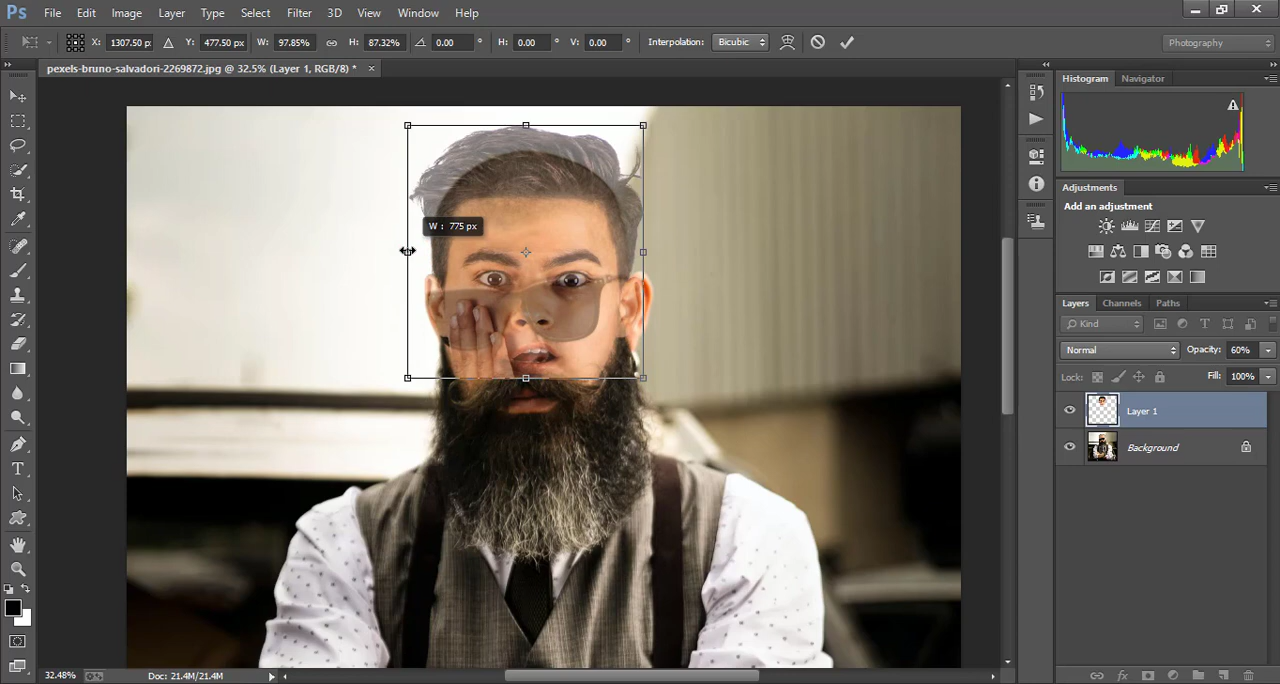 Ps File Edit Image Layer Type Select Filter 3D View Window Help
X: 1307.50 p Y: 477.50 px W: 97.85% H: 87.32% 0.00 ° H: 0.00 ° V: 0.00 ° Interpolation: Bicubic Photography
pexels-bruno-salvadori-2269872.jpg @ 32.5% (Layer 1, RGB/8) * ×
Histogram Navigator
Adjustments
Add an adjustment
W : 775 px
Layers Channels Paths
Kind
Normal Opacity: 60%
Lock: Fill: 100%
Layer 1
Background
32.48% Doc: 21.4M/21.4M